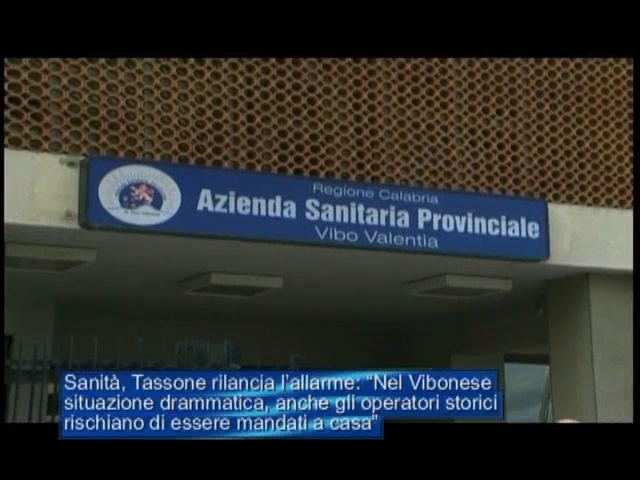 Regione Calabria
Azienda Sanitaria Provinciale
Vibo Valentia
Sanità, Tassone rilancia l'allarme: "Nel Vibonese
situazione drammatica, anche gli operatori storici
rischiano di essere mandati a casa"